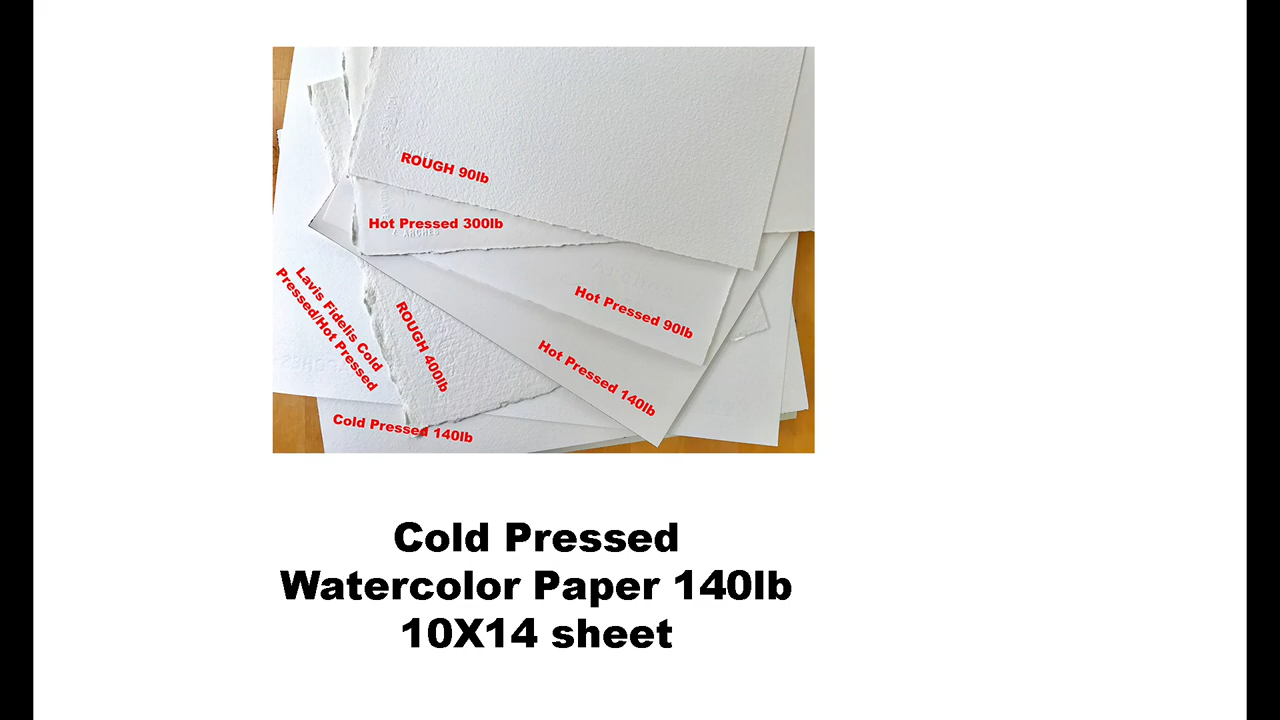 ROUGH 90lb
Hot Pressed 300lb
ARCHES
Hot Pressed 90lb
Lavis Fidelis Cold
Pressed/Hot Pressed
ROUGH 400lb
Hot Pressed 140lb
Cold Pressed 140lb
Cold Pressed
Watercolor Paper 140lb
10X14 sheet